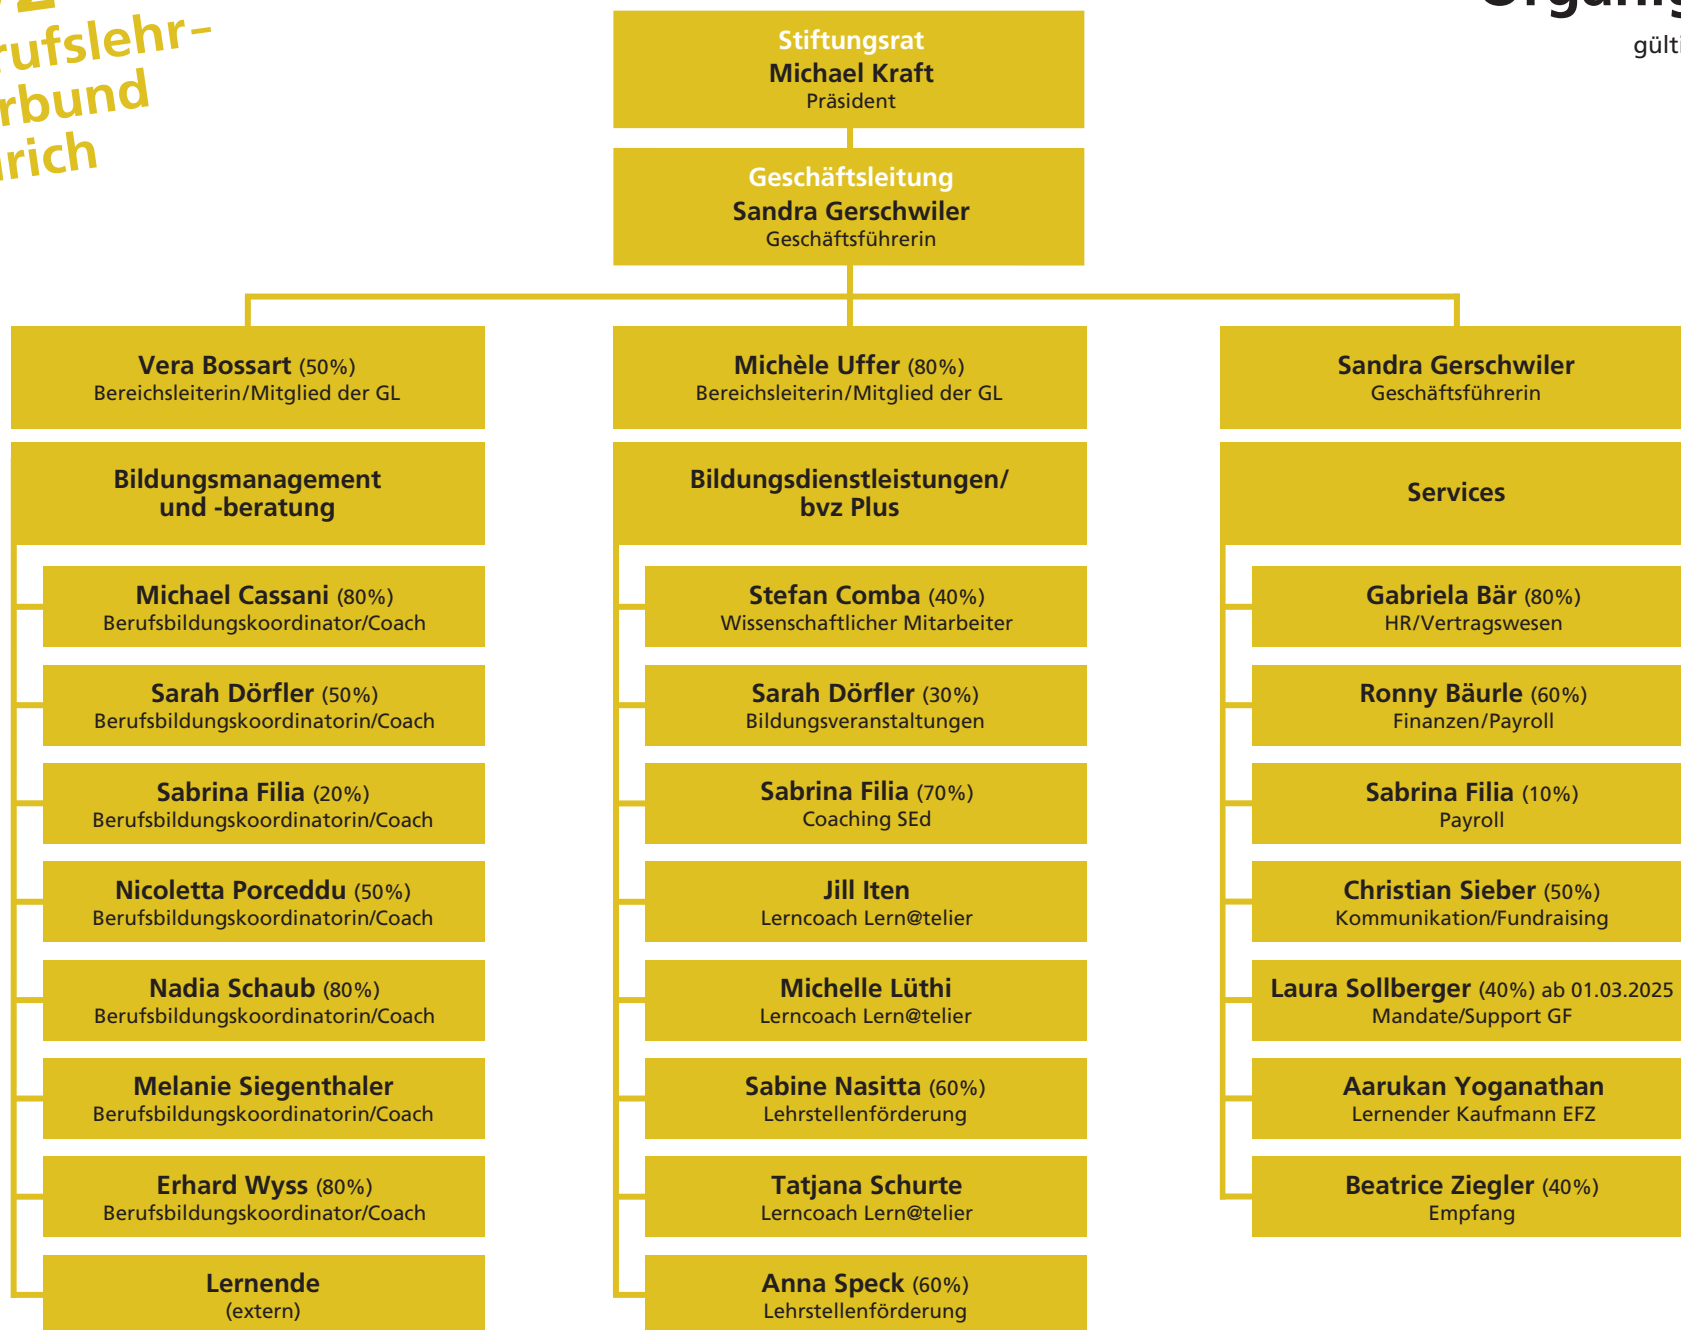 Stiftungsrat
Michael Kraft
Präsident
Geschäftsleitung
Sandra Gerschwiler
Geschäftsführerin
Vera Bossart (50%)
Bereichsleiterin/Mitglied der GL
Bildungsmanagement
und -beratung
Michael Cassani (80%)
Berufsbildungskoordinator/Coach
Sarah Dörfler (50%)
Berufsbildungskoordinatorin/Coach
Sabrina Filia (20%)
Berufsbildungskoordinatorin/Coach
Nicoletta Porceddu (50%)
Berufsbildungskoordinatorin/Coach
Nadia Schaub (80%)
Berufsbildungskoordinatorin/Coach
Melanie Siegenthaler
Berufsbildungskoordinatorin/Coach
Erhard Wyss (80%)
Berufsbildungskoordinator/Coach
Lernende
(extern)
Michèle Uffer (80%)
Bereichsleiterin/Mitglied der GL
Bildungsdienstleistungen/
bvz Plus
Stefan Comba (40%)
Wissenschaftlicher Mitarbeiter
Sarah Dörfler (30%)
Bildungsveranstaltungen
Sabrina Filia (70%)
Coaching SEd
Jill Iten
Lerncoach Lern@telier
Michelle Lüthi
Lerncoach Lern@telier
Sabine Nasitta (60%)
Lehrstellenförderung
Tatjana Schurte
Lerncoach Lern@telier
Anna Speck (60%)
Lehrstellenförderung
Sandra Gerschwiler
Geschäftsführerin
Services
Gabriela Bär (80%)
HR/Vertragswesen
Ronny Bäurle (60%)
Finanzen/Payroll
Sabrina Filia (10%)
Payroll
Christian Sieber (50%)
Kommunikation/Fundraising
Laura Sollberger (40%) ab 01.03.2025
Mandate/Support GF
Aarukan Yoganathan
Lernender Kaufmann EFZ
Beatrice Ziegler (40%)
Empfang